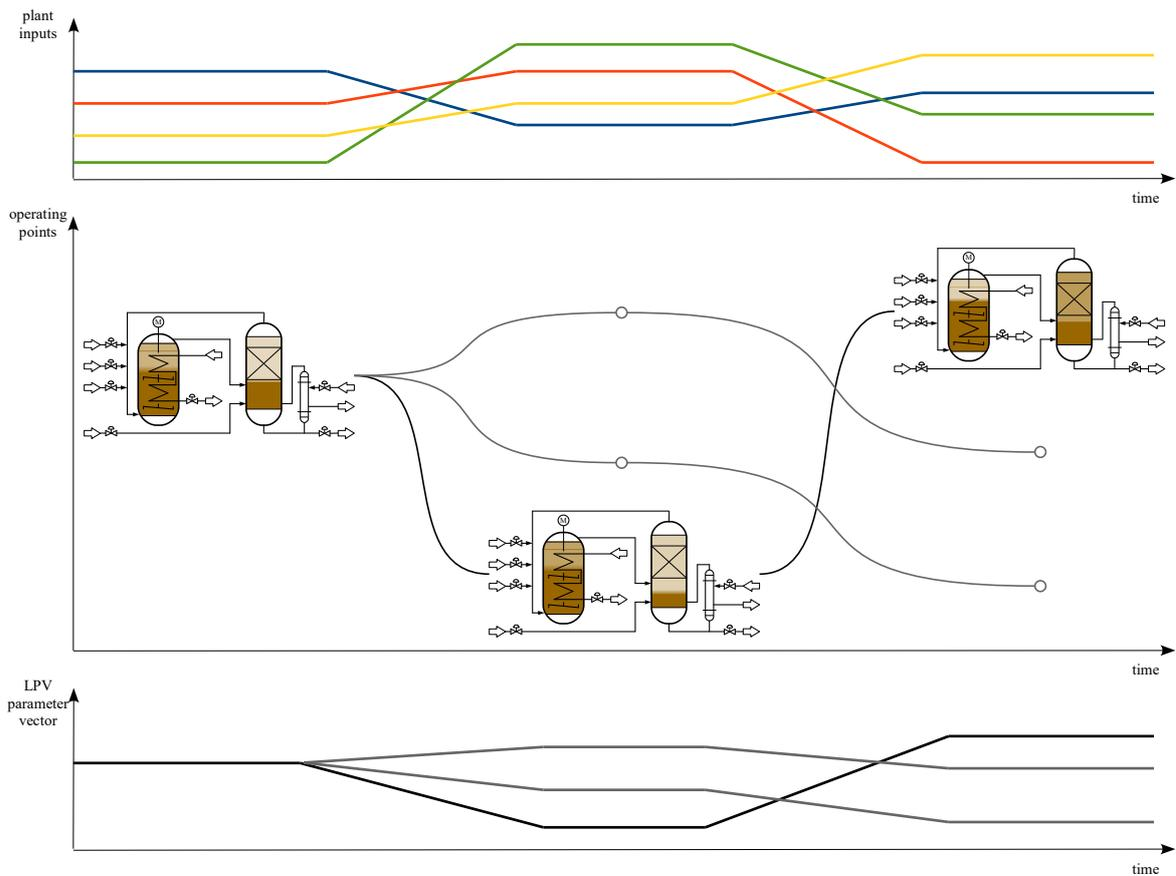 plant
inputs
time
operating
points
M
M
M
time
LPV
parameter
vector
time